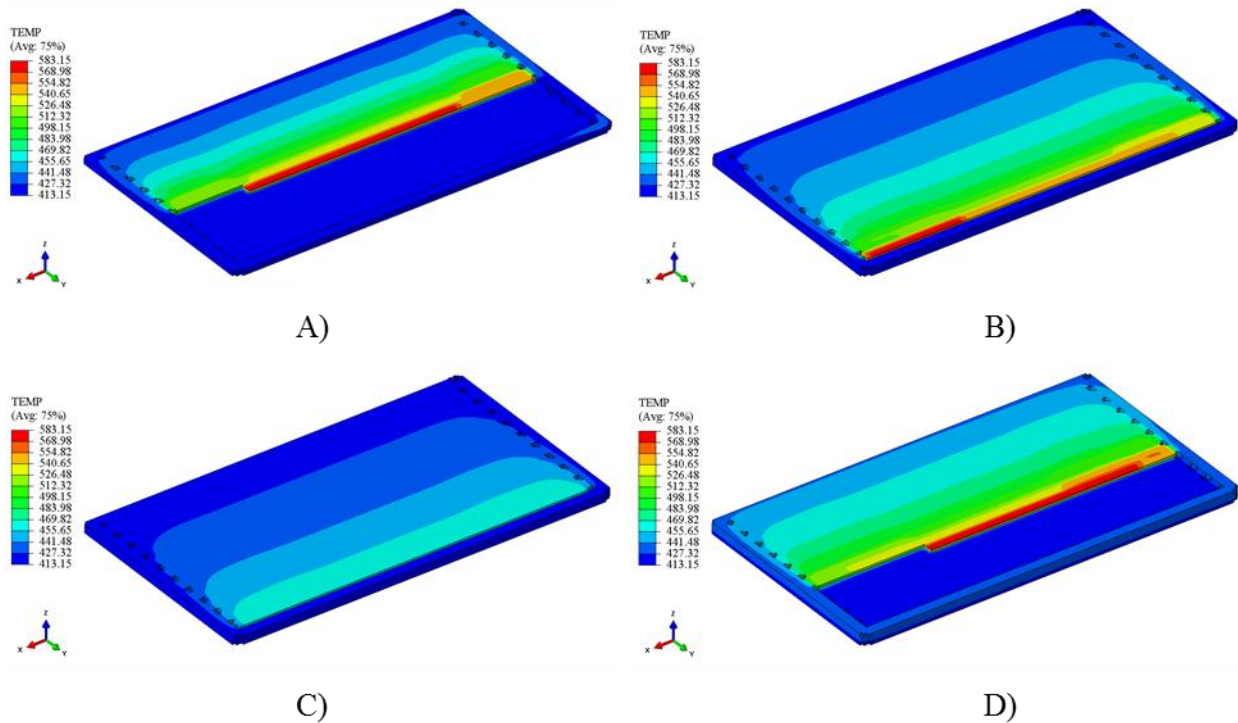 TEMP
(Avg: 75%)
583.15
568.98
554.82
540.65
526.48
512.32
498.15
483.98
469.82
455.65
441.48
427.32
413.15
Z
X
Y
A)
TEMP
(Avg: 75%)
583.15
568.98
554.82
540.65
526.48
512.32
498.15
483.98
469.82
455.65
441.48
427.32
413.15
Z
X
Y
B)
TEMP
(Avg: 75%)
583.15
568.98
554.82
540.65
526.48
512.32
498.15
483.98
469.82
455.65
441.48
427.32
413.15
Z
X
Y
C)
TEMP
(Avg: 75%)
583.15
568.98
554.82
540.65
526.48
512.32
498.15
483.98
469.82
455.65
441.48
427.32
413.15
Z
X
Y
D)